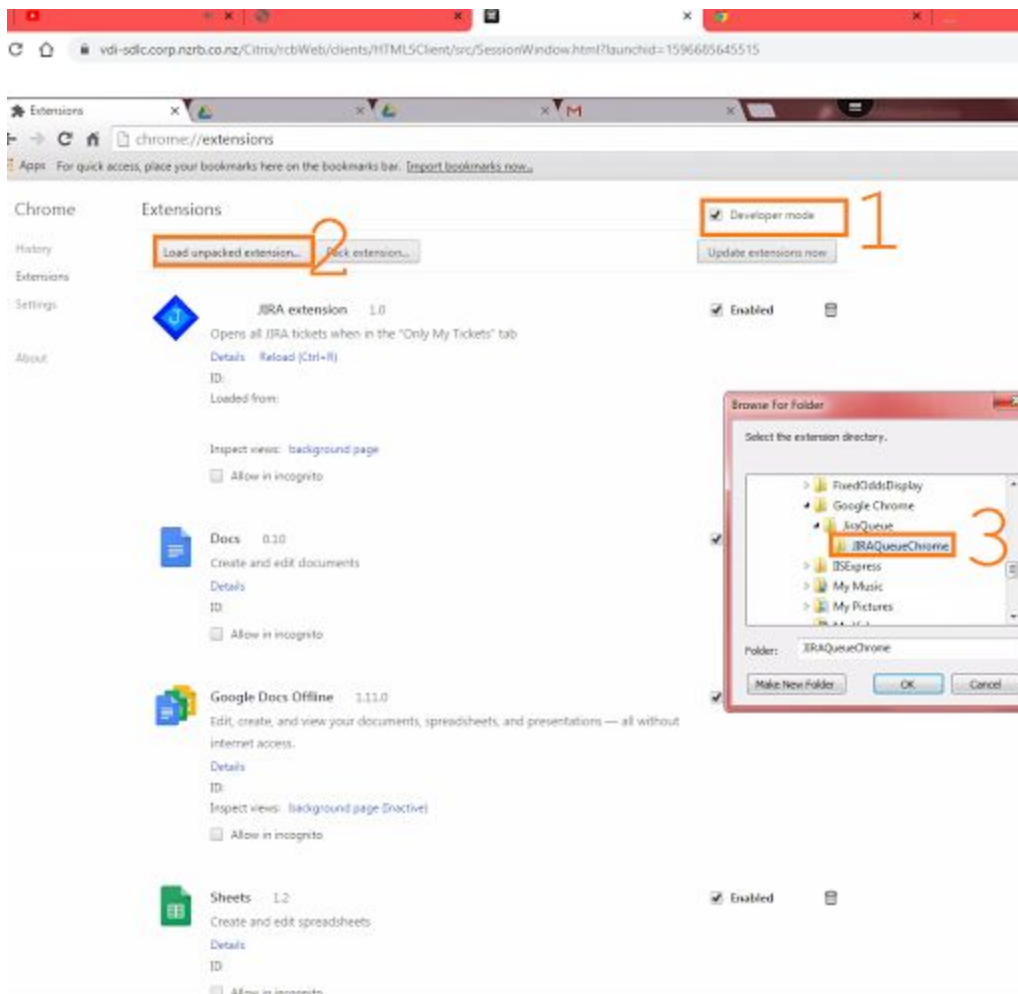 vdi-sdlc.corp.nzrb.co.nz/Citrix/rcbWeb/clients/HTML5Client/src/SessionWindow.html?launchid=1596685645515
Extensions
chrome://extensions
Apps For quick access, place your bookmarks here on the bookmarks bar. Import bookmarks now...
Chrome
Extensions
Developer mode
1
History
Load unpacked extension...
2
Pack extension...
Update extensions now
Extensions
Settings
JIRA extension 1.0
Enabled
Opens all JIRA tickets when in the "Only My Tickets" tab
About
Details Reload (Ctrl+R)
ID:
Loaded from:
Inspect views: background page
Allow in incognito
Browse For Folder
Select the extension directory.
FixedOddsDisplay
Google Chrome
JiraQueue
JIRAQueueChrome
3
IISExpress
My Music
My Pictures
Folder: JIRAQueueChrome
Make New Folder OK Cancel
Docs 0.10
Create and edit documents
Details
ID:
Allow in incognito
Google Docs Offline 1.11.0
Edit, create, and view your documents, spreadsheets, and presentations — all without
internet access.
Details
ID:
Inspect views: background page (Inactive)
Allow in incognito
Sheets 1.2
Enabled
Create and edit spreadsheets
Details
ID:
Allow in incognito